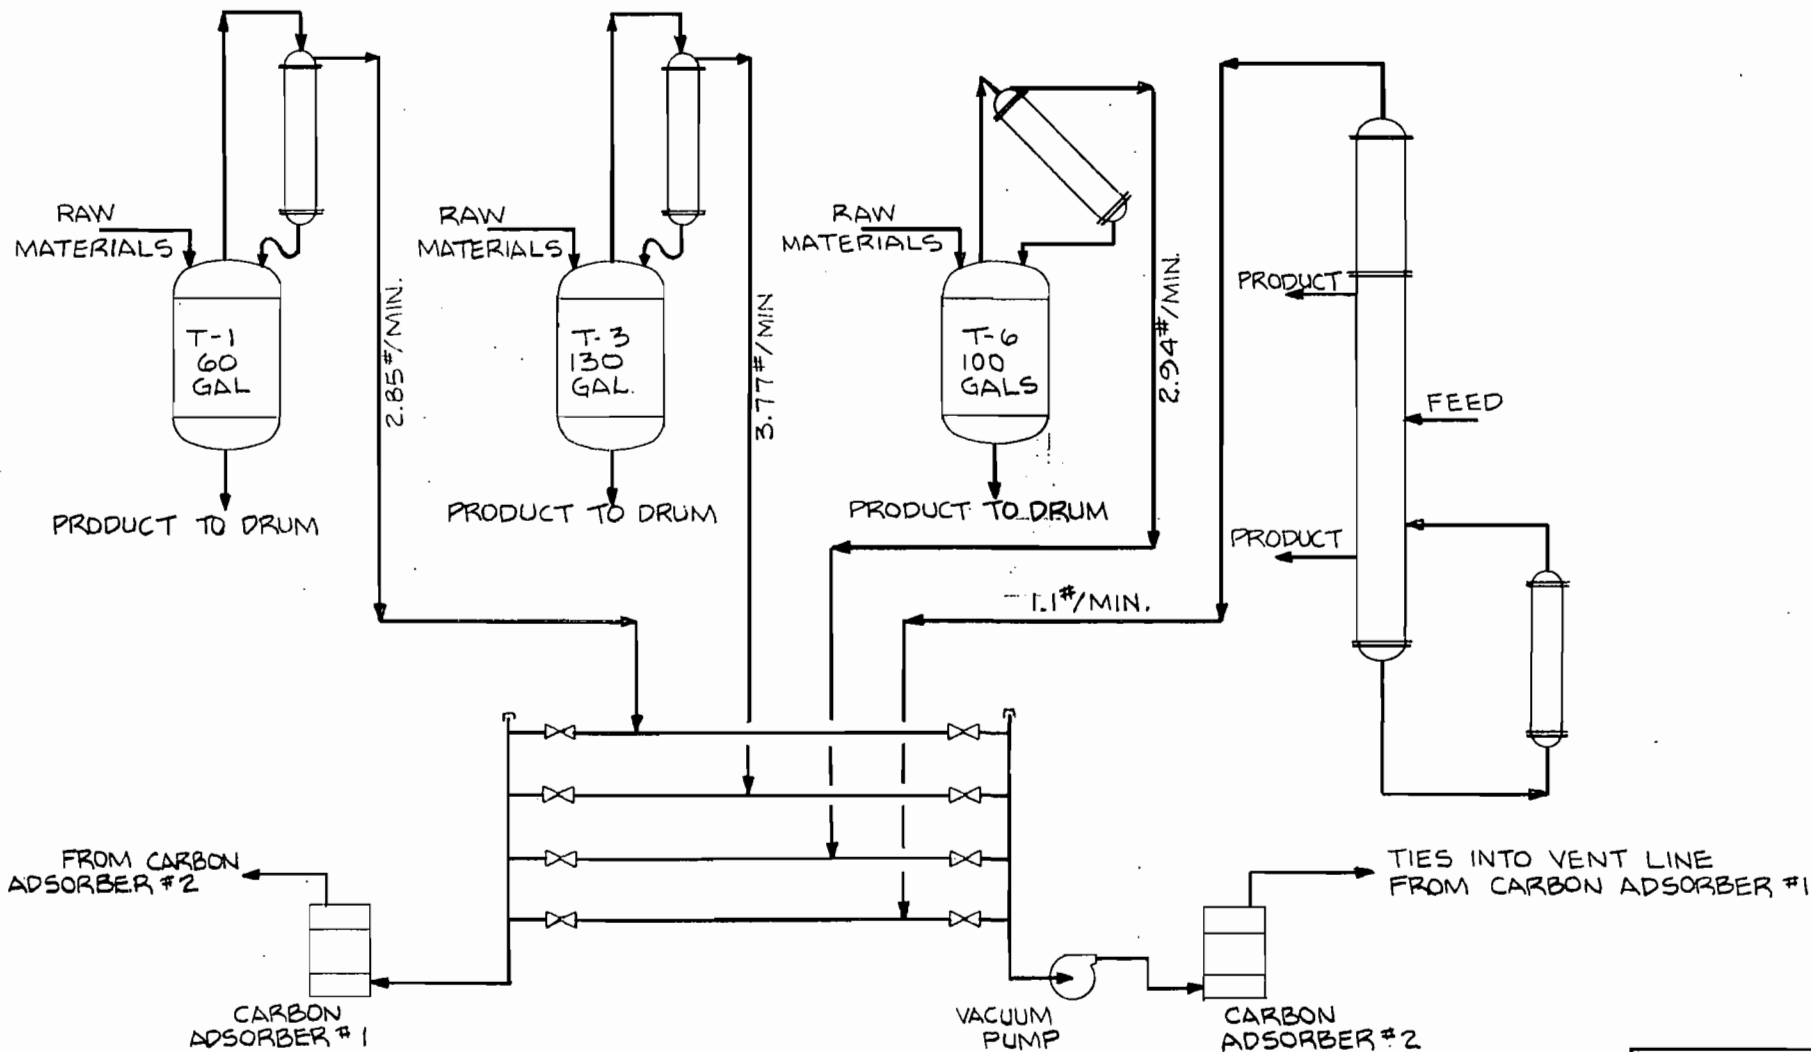 RAW
MATERIALS
T-1
60
GAL
PRODUCT TO DRUM
2.85#/MIN.
RAW
MATERIALS
T-3
130
GAL.
PRODUCT TO DRUM
3.77#/MIN
RAW
MATERIALS
T-6
100
GALS
PRODUCT TO DRUM
2.94#/MIN.
1.1#/MIN.
PRODUCT
FEED
PRODUCT
FROM CARBON
ADSORBER #2
CARBON
ADSORBER #1
VACUUM
PUMP
CARBON
ADSORBER #2
TIES INTO VENT LINE
FROM CARBON ADSORBER #1